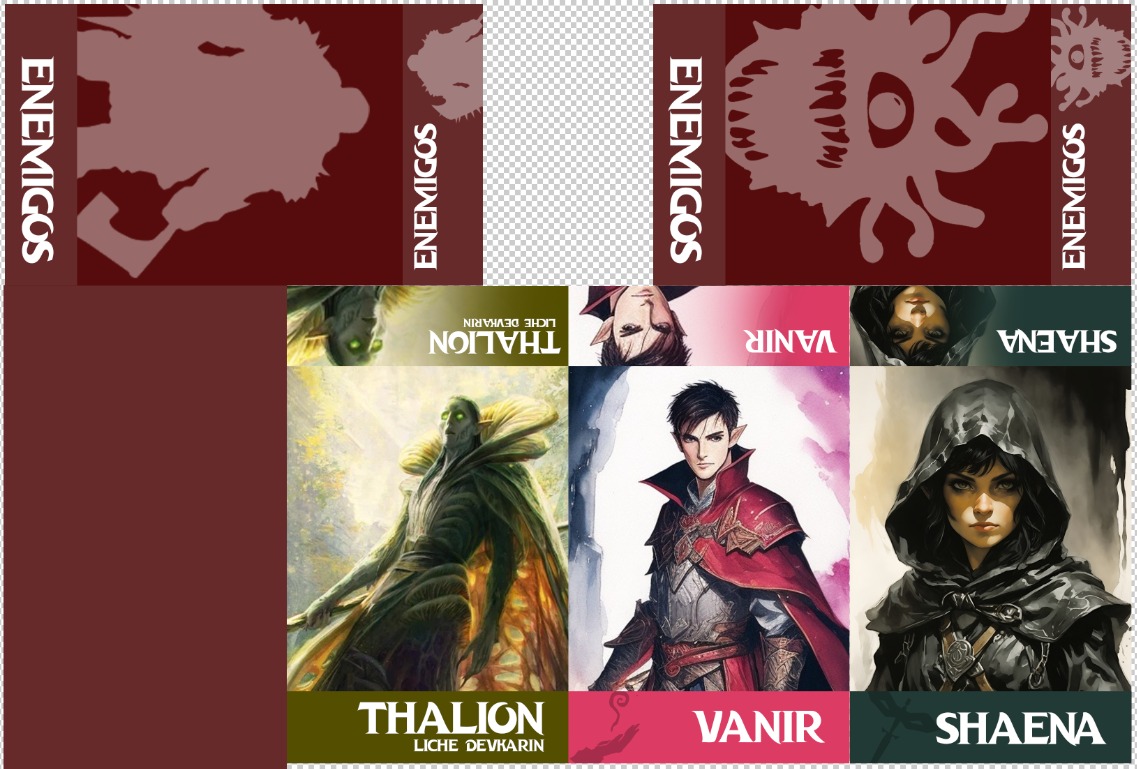 ENEMIGOS
ENEMIGOS
ENEMIGOS
ENEMIGOS
THALION
LICHE DEVKARIN
VANIR
SHAENA
THALION
LICHE DEVKARIN
VANIR
SHAENA